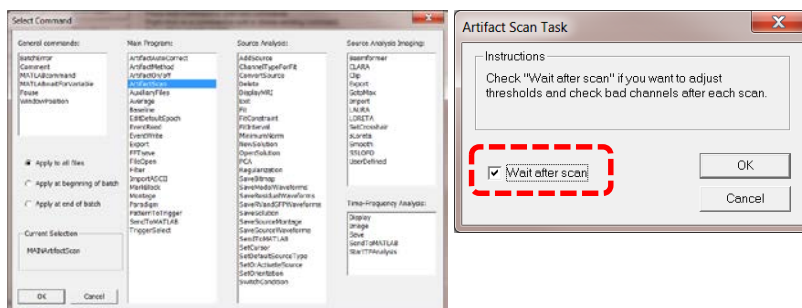 Select Command
General commands:
BatchError
Comment
MATLABcommand
MATLABwaitForVariable
Pause
WindowPosition
Apply to all files
Apply at beginning of batch
Apply at end of batch
Current Selection
MAINArtifactScan
OK
Cancel
Main Program:
ArtifactAutoCorrect
ArtifactMethod
ArtifactOn/off
ArtifactScan
AuxiliaryFiles
Average
Baseline
EditDefaultEpoch
EventRead
EventWrite
Export
FFTsave
FileOpen
Filter
ImportASCII
MarkBlock
Montage
Paradigm
PatternToTrigger
SendToMATLAB
TriggerSelect
Source Analysis:
AddSource
ChannelTypeForFit
ConvertSource
Delete
DisplayMRI
Exit
Fit
FitConstraint
FitInterval
MinimumNorm
NewSolution
OpenSolution
PCA
Regularization
SaveBitmap
SaveModelWaveforms
SaveResidualWaveforms
SaveRVandGFPWaveforms
SaveSolution
SaveSourceMontage
SaveSourceWaveforms
SendToMATLAB
SetCursor
SetDefaultSourceType
SetOrActivateSource
SetOrientation
SwitchCondition
Source Analysis Imaging:
Beamformer
CLARA
Clip
Export
GotoMax
Import
LAURA
LORETA
SetCrosshair
sLoreta
Smooth
SSLOFO
UserDefined
Time-Frequency Analysis:
Display
Image
Save
SendToMATLAB
StartTFAnalysis
Artifact Scan Task
Instructions
Check "Wait after scan" if you want to adjust
thresholds and check bad channels after each scan.
Wait after scan
OK
Cancel